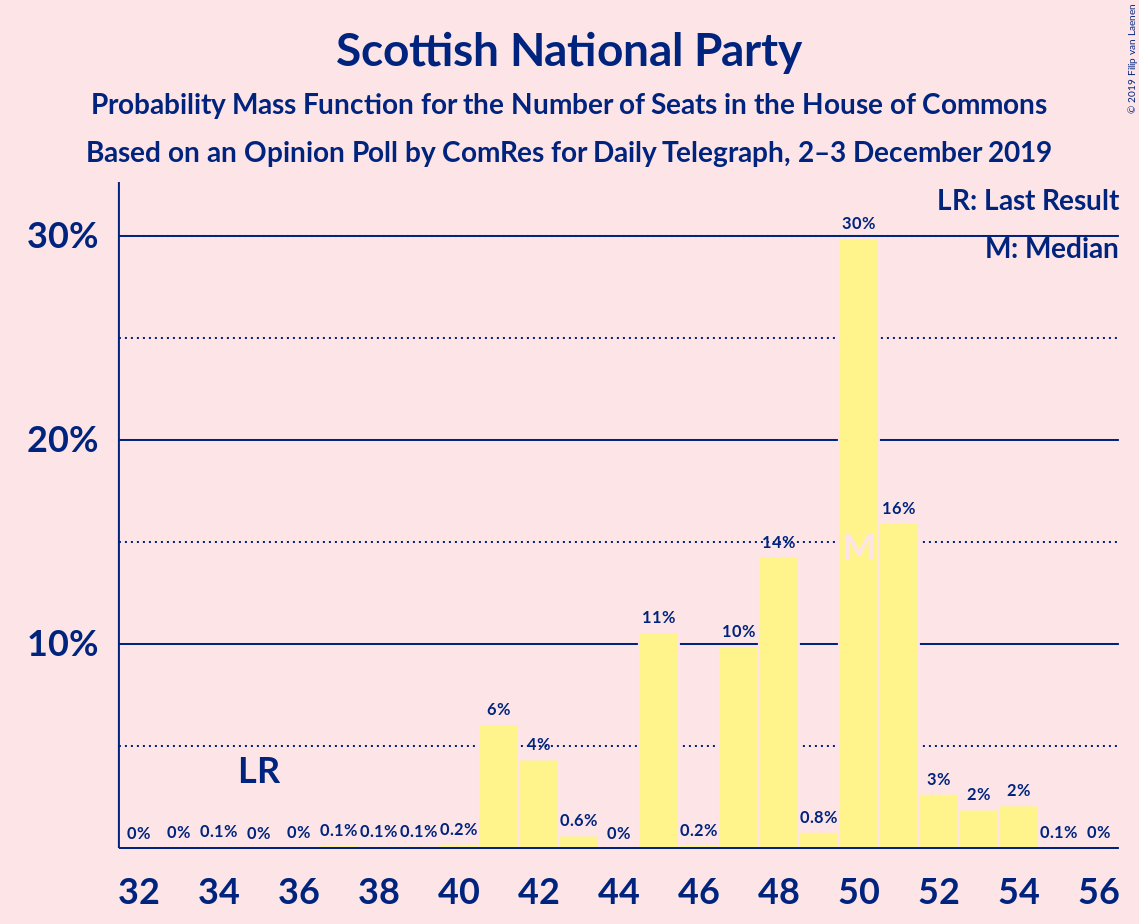 Scottish National Party
Probability Mass Function for the Number of Seats in the House of Commons
Based on an Opinion Poll by ComRes for Daily Telegraph, 2–3 December 2019
© 2019 Filip van Laenen
LR: Last Result
M: Median
30%
20%
10%
0% 0% 0.1% 0% 0% 0.1% 0.1% 0.1% 0.2% 6% 4% 0.6% 0% 11% 0.2% 10% 14% 0.8% 30% 16% 3% 2% 2% 0.1% 0%
LR
M
32 34 36 38 40 42 44 46 48 50 52 54 56